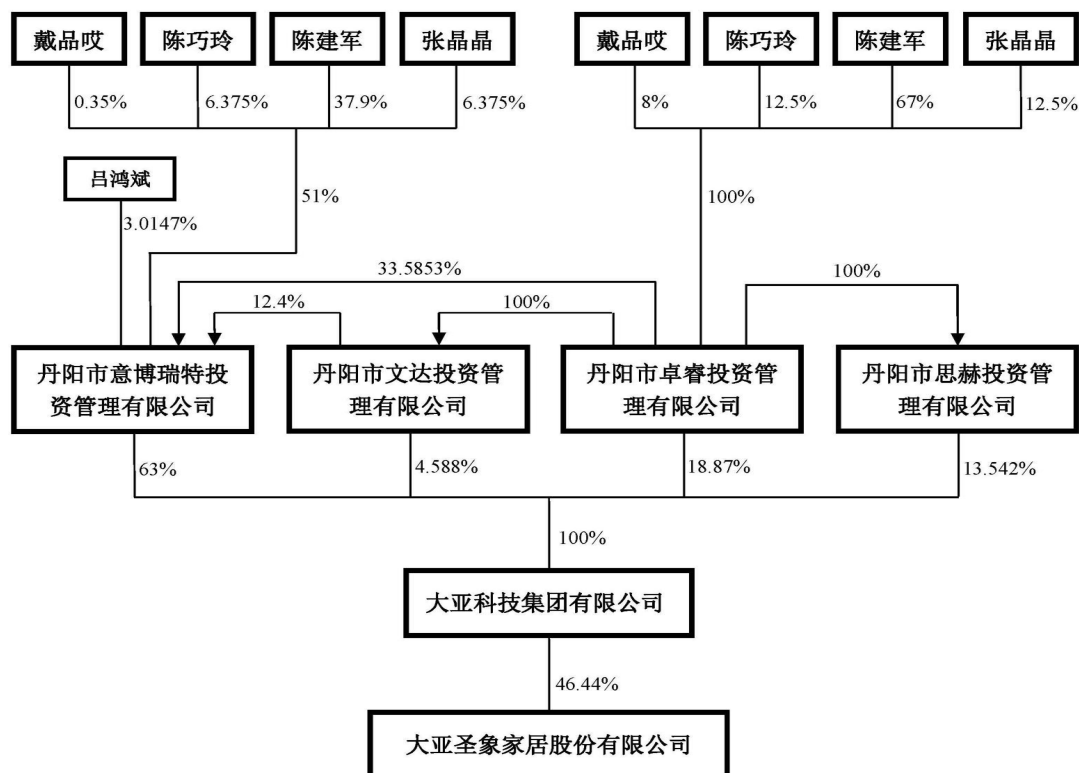 戴品哎
陈巧玲
陈建军
张晶晶
戴品哎
陈巧玲
陈建军
张晶晶
0.35%
6.375%
37.9%
6.375%
8%
12.5%
67%
12.5%
吕鸿斌
3.0147%
51%
100%
33.5853%
12.4%
100%
100%
丹阳市意博瑞特投
资管理有限公司
丹阳市文达投资管
理有限公司
丹阳市卓睿投资管
理有限公司
丹阳市思赫投资管
理有限公司
63%
4.588%
18.87%
13.542%
100%
大亚科技集团有限公司
46.44%
大亚圣象家居股份有限公司